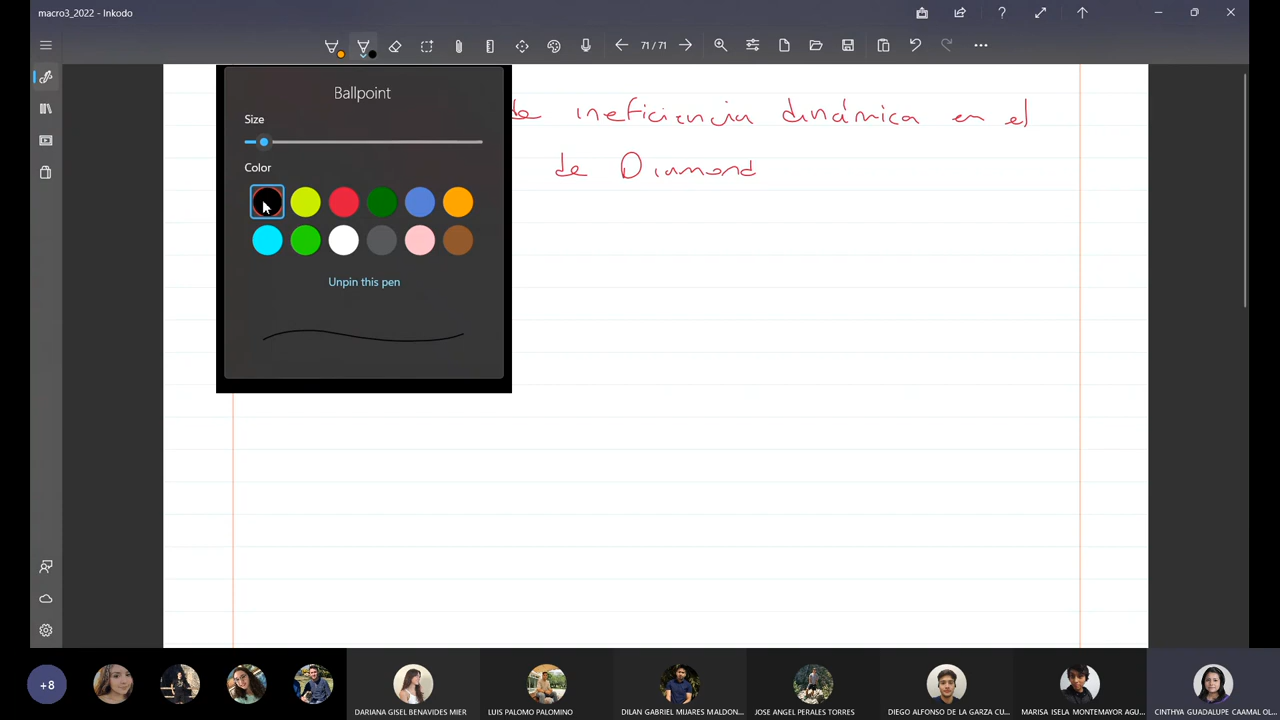 macro3_2022 - Inkodo
71 / 71
Ballpoint
Size
Color
Unpin this pen
de ineficiencia dinámica en el
de Diamond
+8
DARIANA GISEL BENAVIDES MIER
LUIS PALOMO PALOMINO
DILAN GABRIEL MIJARES MALDON...
JOSE ANGEL PERALES TORRES
DIEGO ALFONSO DE LA GARZA CU...
MARISA ISELA MONTEMAYOR AGU...
CINTHYA GUADALUPE CAAMAL OL...